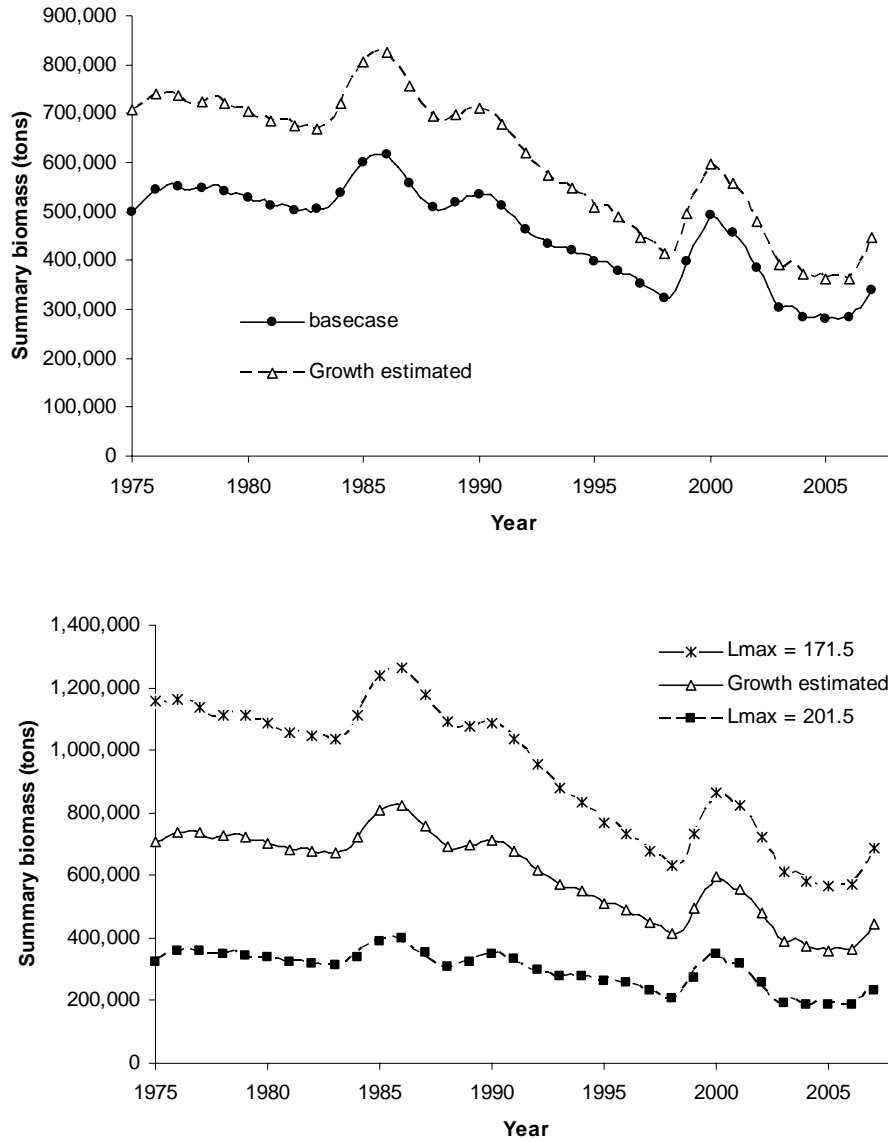 900,000
800,000
700,000
600,000
500,000
400,000
300,000
200,000
100,000
0
Summary biomass (tons)
basecase
Growth estimated
1975 1980 1985 1990 1995 2000 2005
Year
1,400,000
1,200,000
1,000,000
800,000
600,000
400,000
200,000
0
Summary biomass (tons)
Lmax = 171.5
Growth estimated
Lmax = 201.5
1975 1980 1985 1990 1995 2000 2005
Year